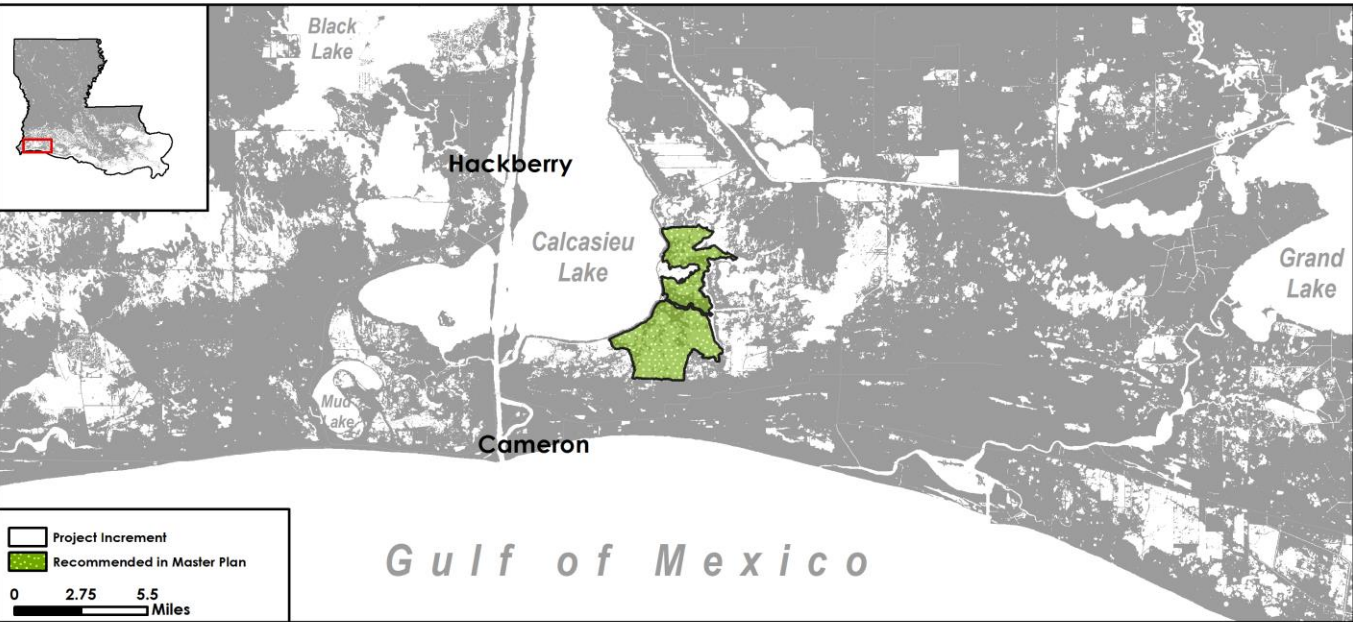 Black
Lake
Hackberry
Calcasieu
Lake
Grand
Lake
Mud
Lake
Cameron
Gulf of Mexico
Project Increment
Recommended in Master Plan
0 2.75 5.5
Miles